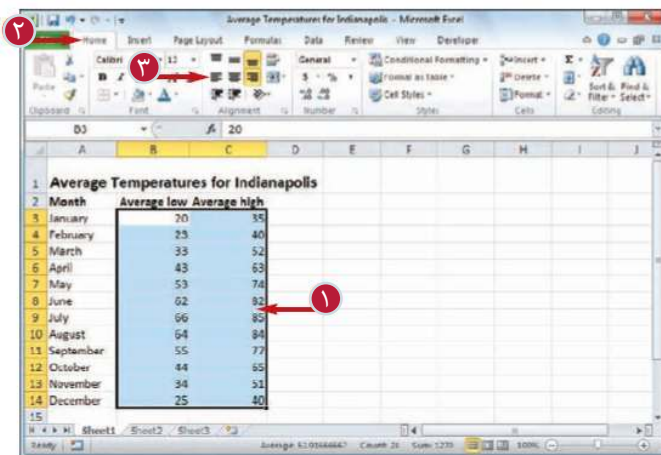 Average Temperatures for Indianapolis - Microsoft Excel
٢
Home Insert Page Layout Formulas Data Review View Developer
٣
Calibri 12 General Conditional Formatting Insert Σ
Paste B I $ % , Format as Table Delete Sort & Find &
Cell Styles Format Filter Select
Clipboard Font Alignment Number Styles Cells Editing
B3 fx 20
A B C D E F G H I J
1 Average Temperatures for Indianapolis
2 Month Average low Average high
3 January 20 35
4 February 23 40
5 March 33 52
6 April 43 63
7 May 53 74
8 June 62 82
١
9 July 66 85
10 August 64 84
11 September 55 77
12 October 44 65
13 November 34 51
14 December 25 40
15
Sheet1 Sheet2 Sheet3
Ready Average: Count: Sum: 100%